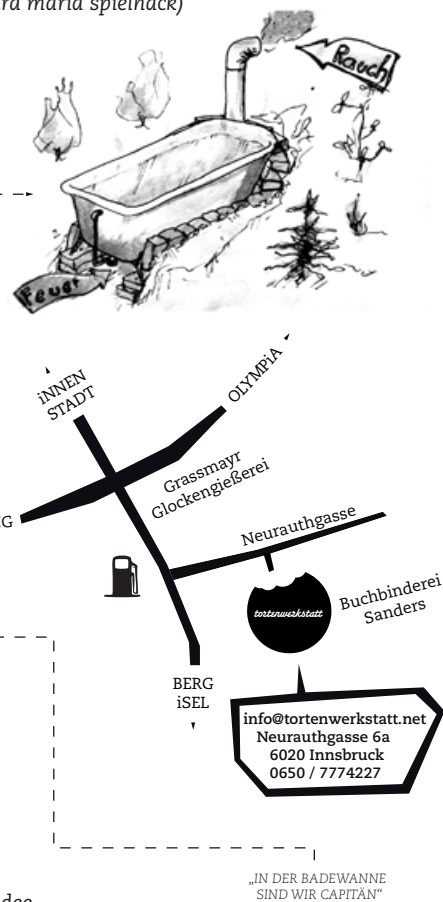 ra maria spielhack)
Rauch
Feuer
iNNEN
STADT
OLYMPiA
Grassmayr
Glockengießerei
G
Neurauthgasse
tortenwerkstatt
Buchbinderei
Sanders
BERG
iSEL
info@tortenwerkstatt.net
Neurauthgasse 6a
6020 Innsbruck
0650 / 7774227
„IN DER BADEWANNE
SIND WIR CAPITÄN“
dee